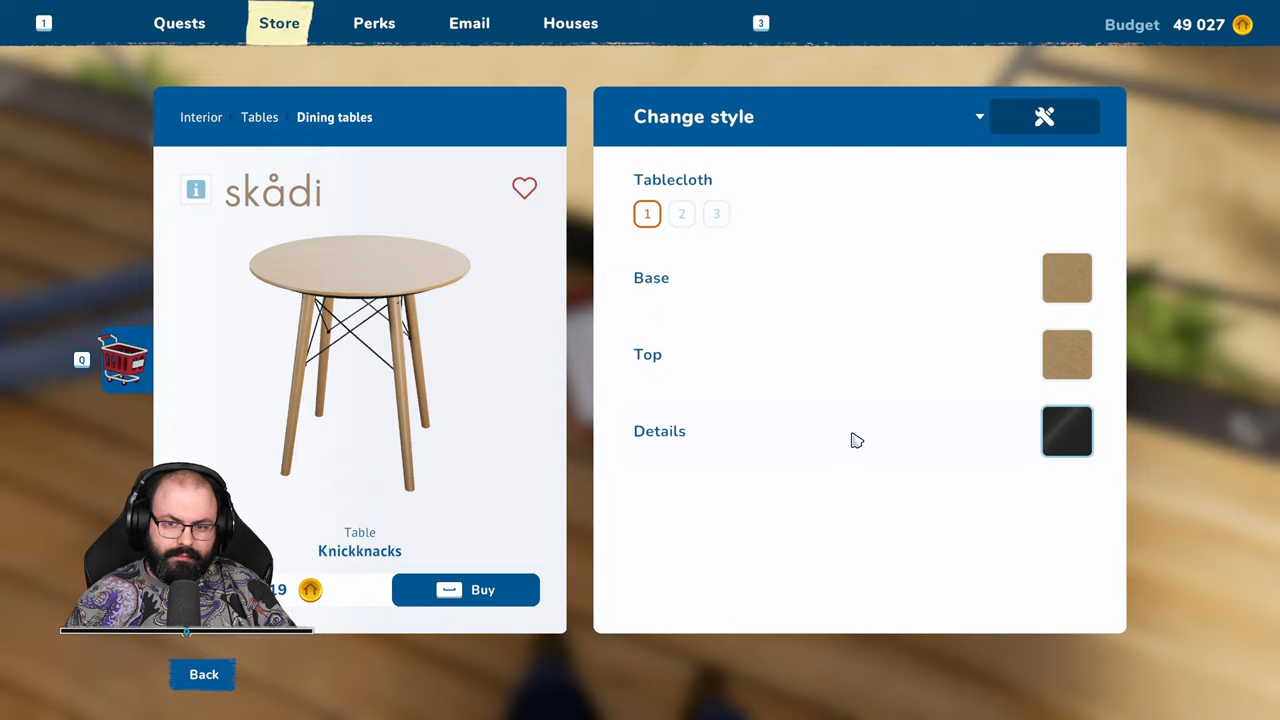 1 Quests Store Perks Email Houses 3 Budget 49 027
Interior Tables Dining tables
Change style
i skådi
Tablecloth
1 2 3
Base
Top
Details
Q
Table
Knickknacks
19
Buy
Back